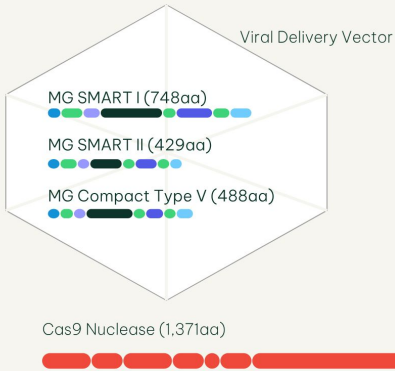 Viral Delivery Vector
MG SMART I (748aa)
MG SMART II (429aa)
MG Compact Type V (488aa)
Cas9 Nuclease (1,371aa)